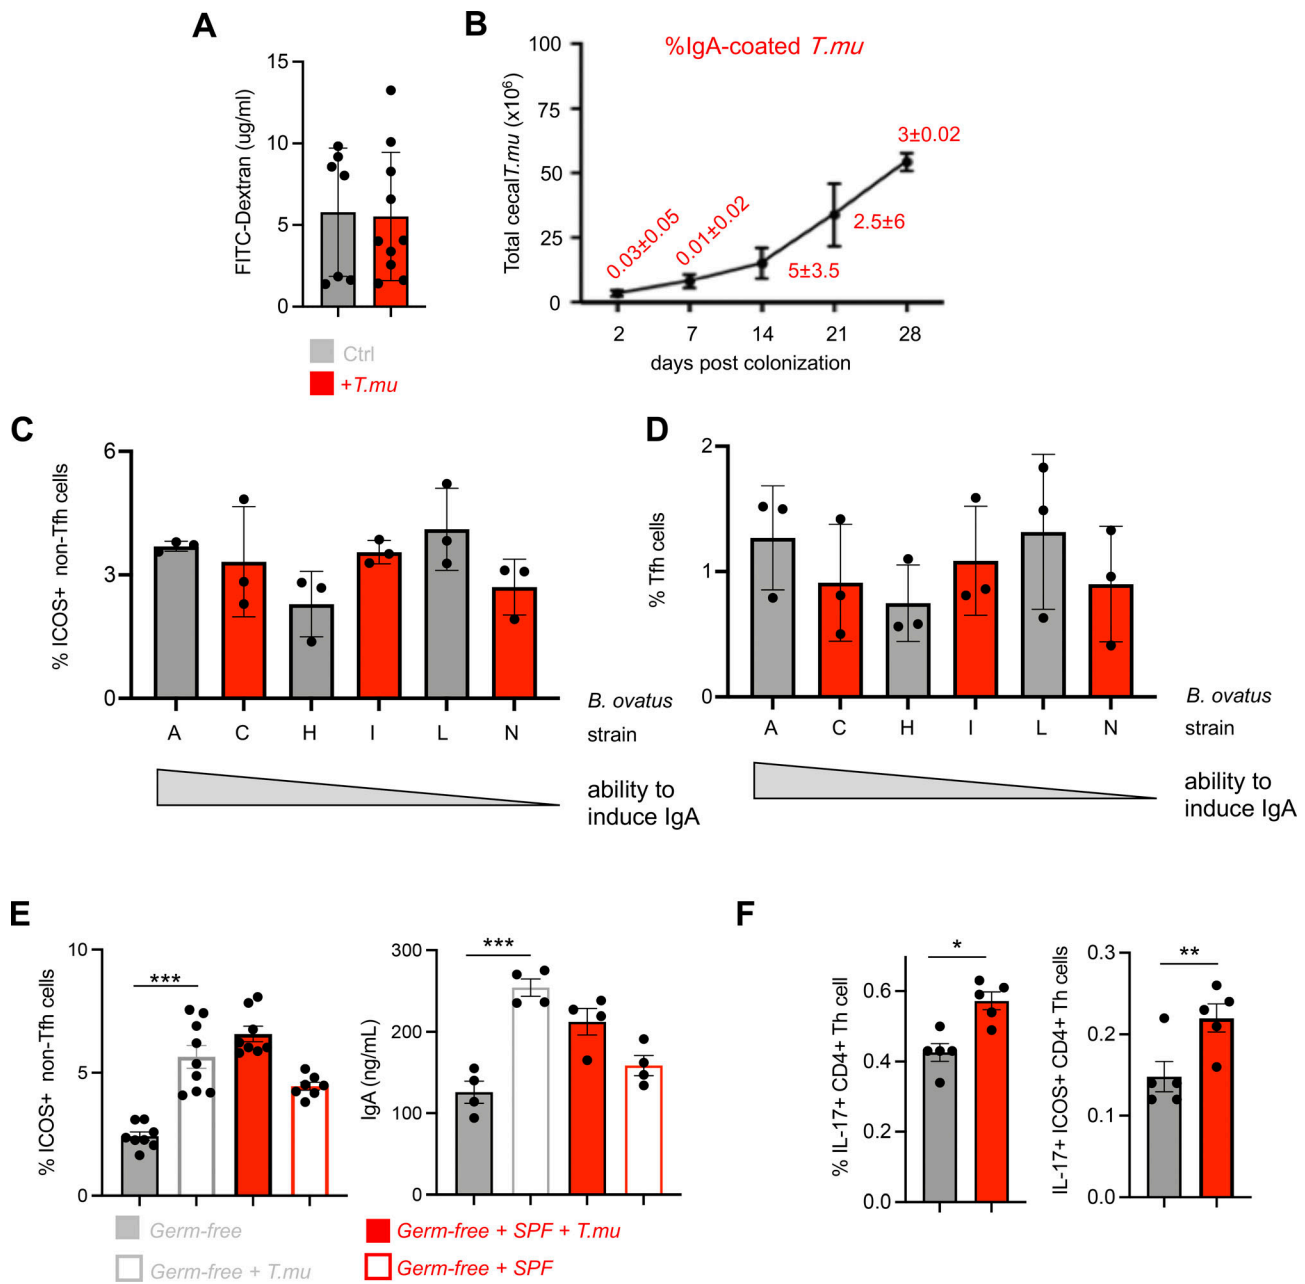 A
FITC-Dextran (ug/ml)
15
10
5
0
Ctrl
+T.mu
B
%IgA-coated T.mu
Total cecalT.mu (x10⁶)
100
75
50
25
0
0.03±0.05
0.01±0.02
5±3.5
2.5±6
3±0.02
2 7 14 21 28
days post colonization
C
% ICOS+ non-Tfh cells
6
3
0
A C H I L N
B. ovatus
strain
ability to
induce IgA
D
% Tfh cells
2
1
0
A C H I L N
B. ovatus
strain
ability to
induce IgA
E
% ICOS+ non-Tfh cells
10
5
0
***
IgA (ng/mL)
300
200
100
0
***
Germ-free
Germ-free + T.mu
Germ-free + SPF + T.mu
Germ-free + SPF
F
% IL-17+ CD4+ Th cell
0.6
0.4
0.2
0.0
*
IL-17+ ICOS+ CD4+ Th cells
0.3
0.2
0.1
0.0
**